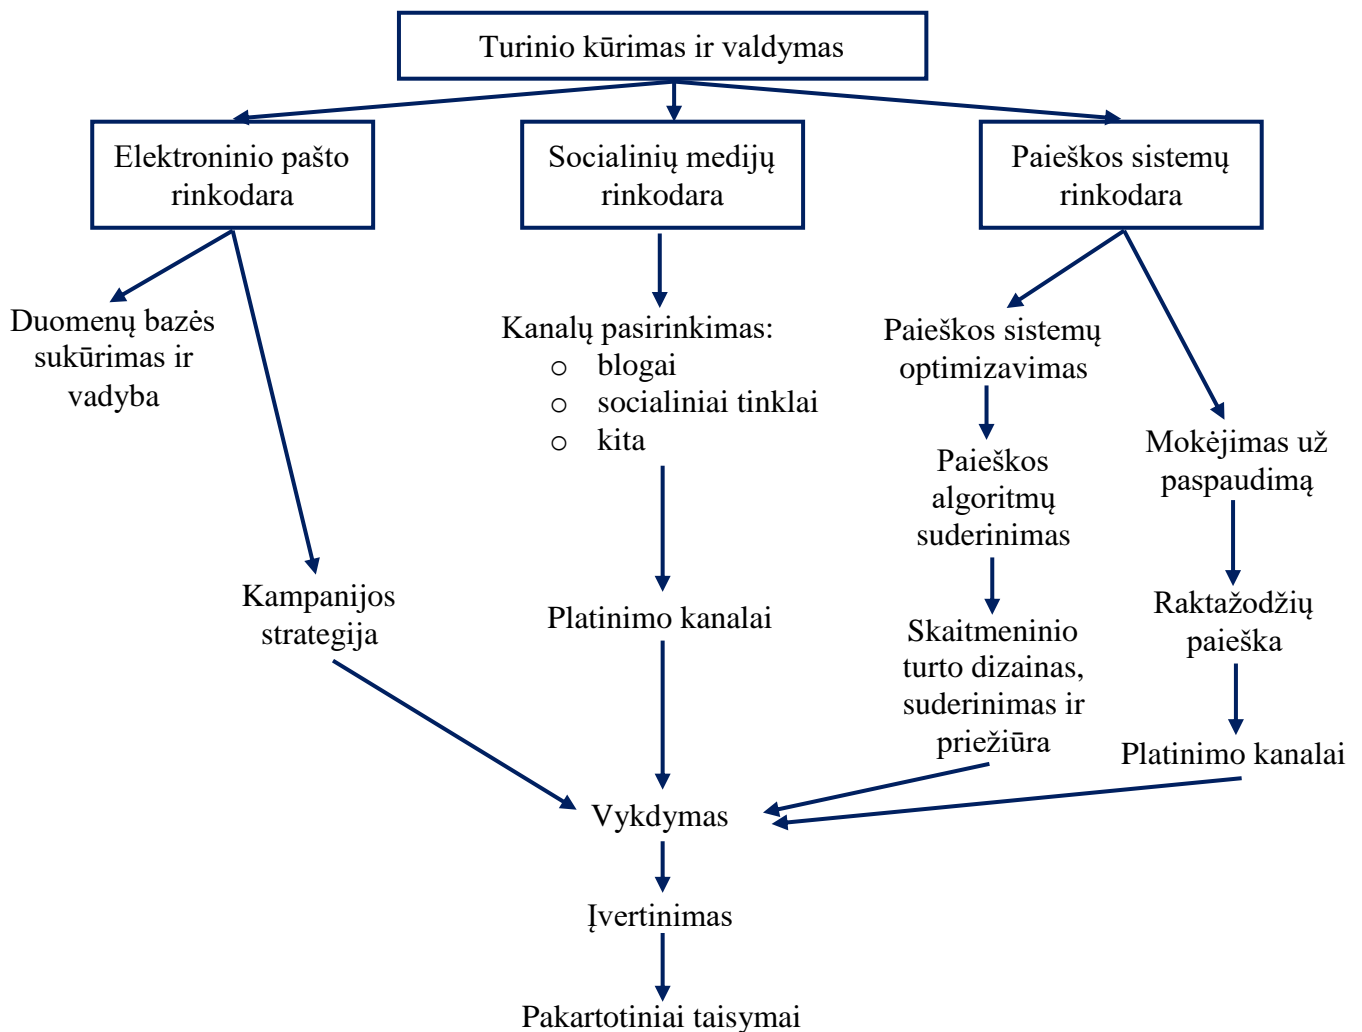 Turinio kūrimas ir valdymas
Elektroninio pašto
rinkodara
Socialinių medijų
rinkodara
Paieškos sistemų
rinkodara
Duomenų bazės
sukūrimas ir
vadyba
Kampanijos
strategija
Kanalų pasirinkimas:
o blogai
o socialiniai tinklai
o kita
Platinimo kanalai
Paieškos sistemų
optimizavimas
Paieškos
algoritmų
suderinimas
Skaitmeninio
turto dizainas,
suderinimas ir
priežiūra
Mokėjimas už
paspaudimą
Raktažodžių
paieška
Platinimo kanalai
Vykdymas
Įvertinimas
Pakartotiniai taisymai